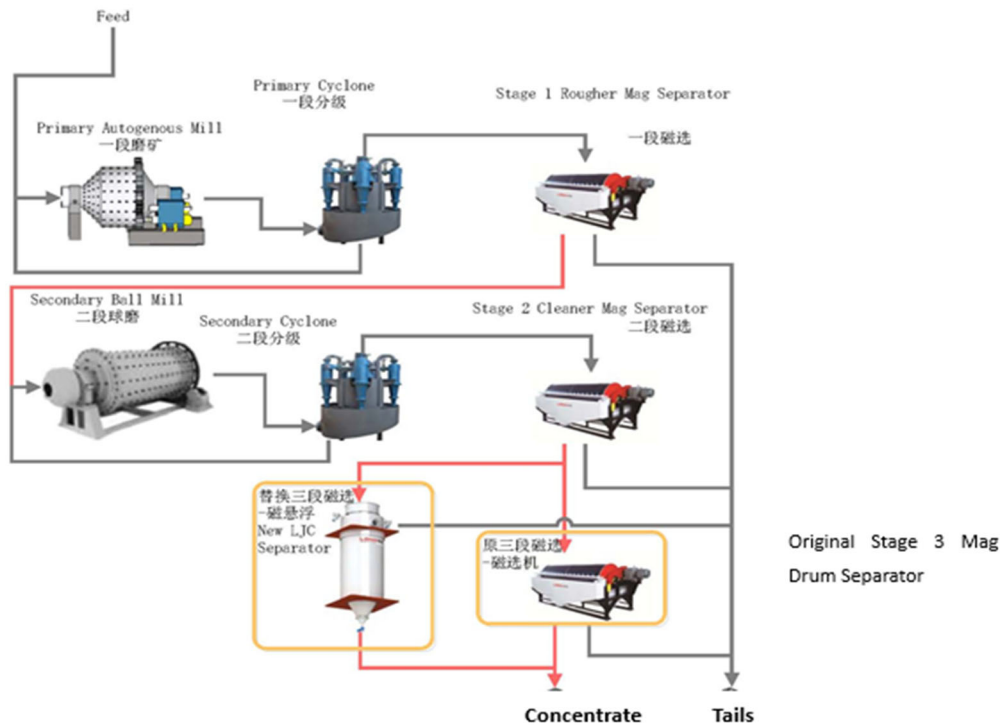 Feed
Primary Cyclone
一段分级
Stage 1 Rougher Mag Separator
一段磁选
Primary Autogenous Mill
一段磨矿
Secondary Ball Mill
二段球磨
Secondary Cyclone
二段分级
Stage 2 Cleaner Mag Separator
二段磁选
替换三段磁选
-磁悬浮
New LJC
Separator
原三段磁选
-磁选机
Original Stage 3 Mag
Drum Separator
Concentrate
Tails